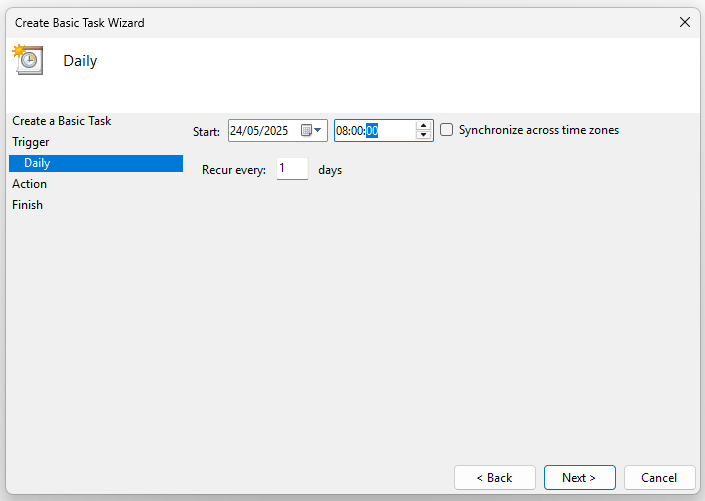 Create Basic Task Wizard
Daily
Create a Basic Task
Trigger
Daily
Action
Finish
Start: 24/05/2025 08:00:00 Synchronize across time zones
Recur every: 1 days
< Back Next > Cancel